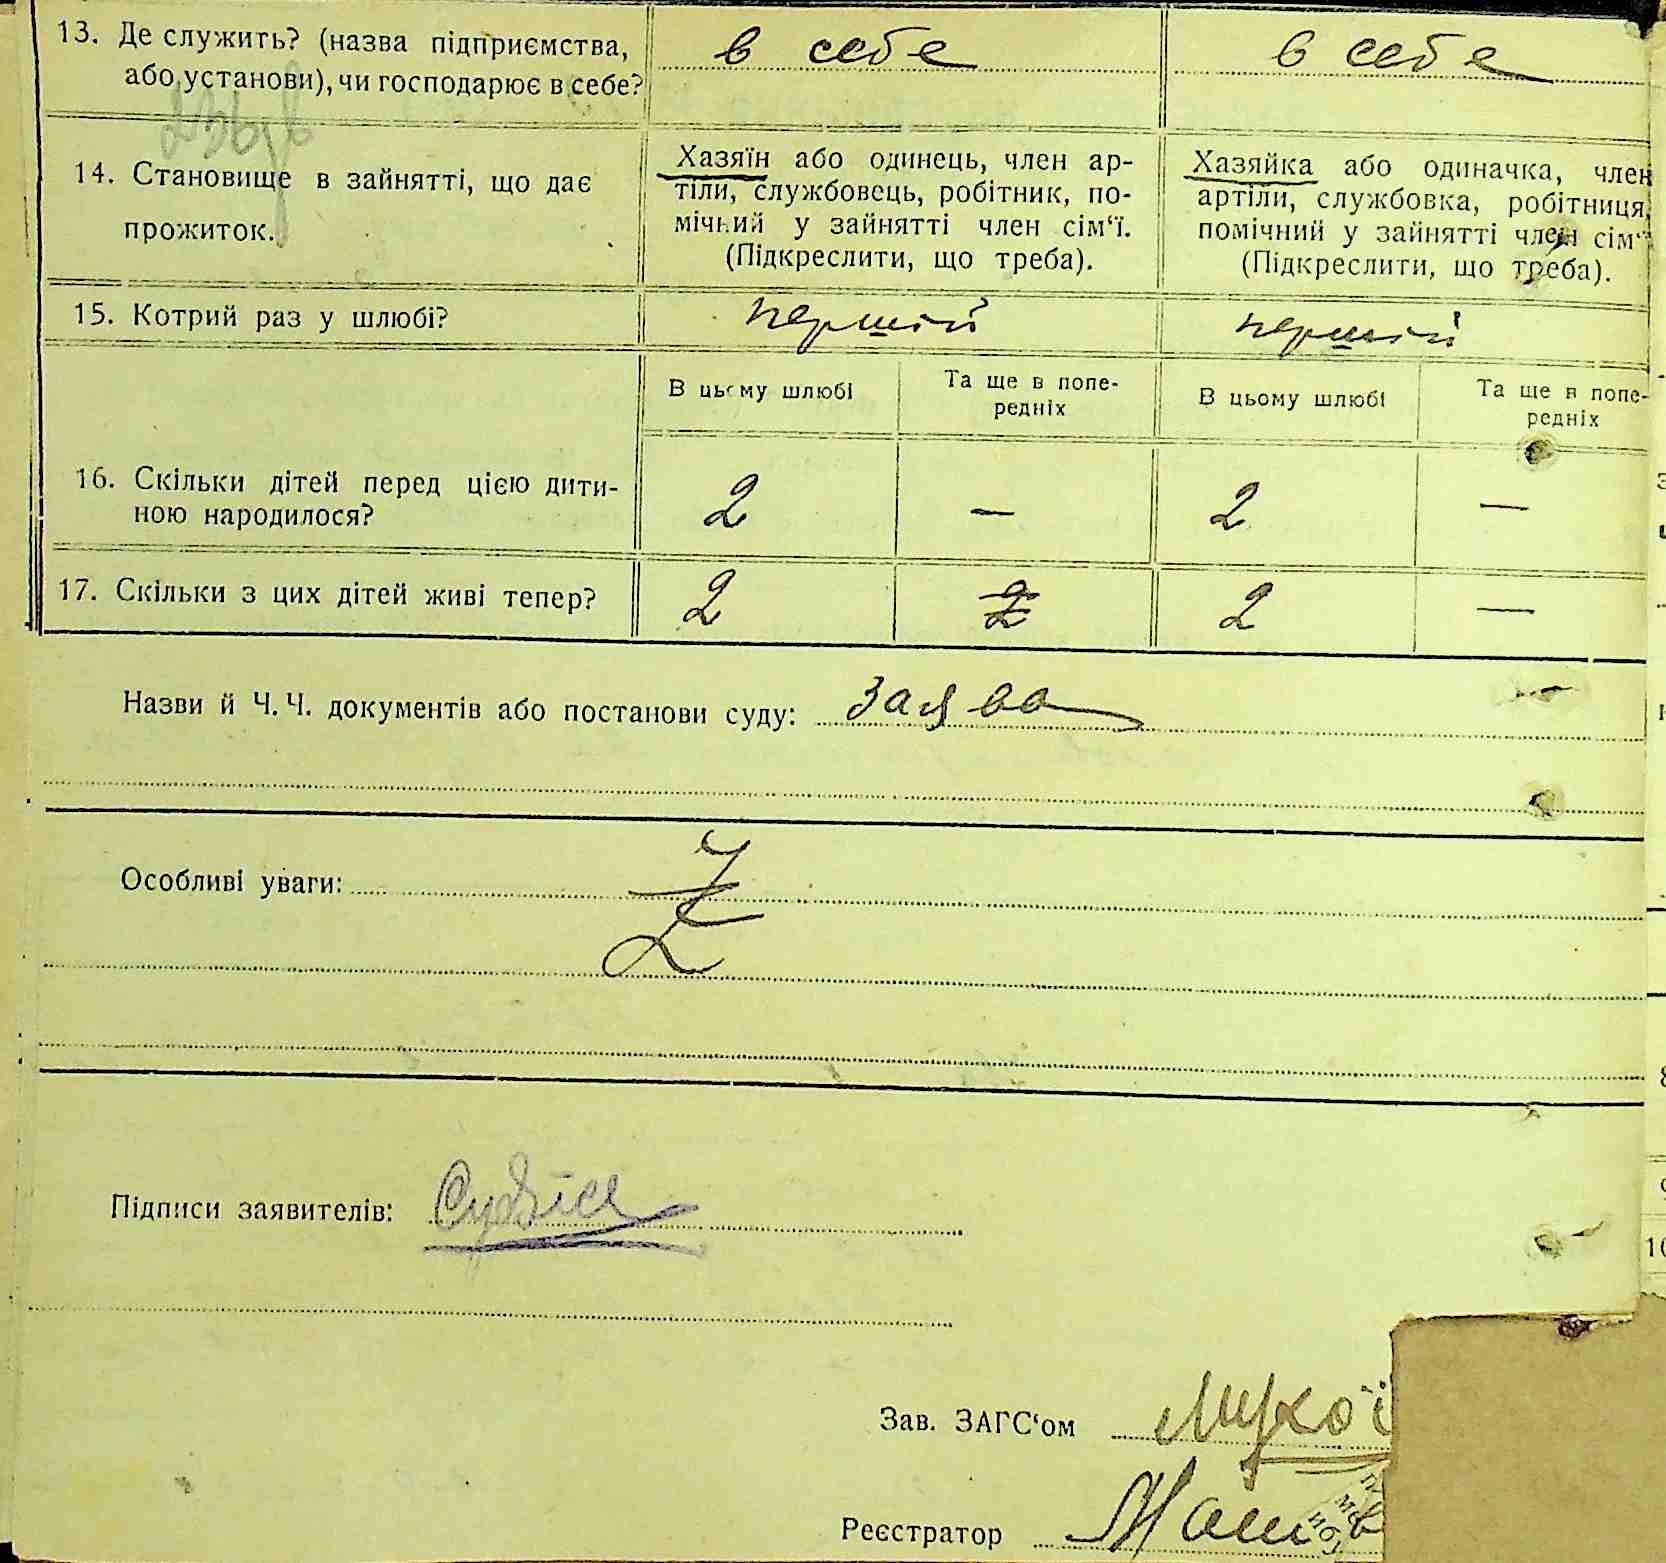 13. Де служить? (назва підприємства, в себе в себе
або установи), чи господарює в себе?
14. Становище в зайнятті, що дає
прожиток.
Хазяїн або одинець, член ар-
тіли, службовець, робітник, по-
мічний у зайнятті член сім‘ї.
(Підкреслити, що треба).
Хазяйка або одиначка, член
артіли, службовка, робітниця,
помічний у зайнятті член сім‘ї
(Підкреслити, що треба).
15. Котрий раз у шлюбі? перший перший
В цьому шлюбі
Та ще в попе-
редніх
В цьому шлюбі
Та ще в попе-
редніх
16. Скільки дітей перед цією дити- 2 — 2 —
ною народилося?
17. Скільки з цих дітей живі тепер? 2 2 —
Назви й Ч. Ч. документів або постанови суду: Заява
Особливі уваги: Z
Підписи заявителів:
Зав. ЗАГС‘ом
Реєстратор
10